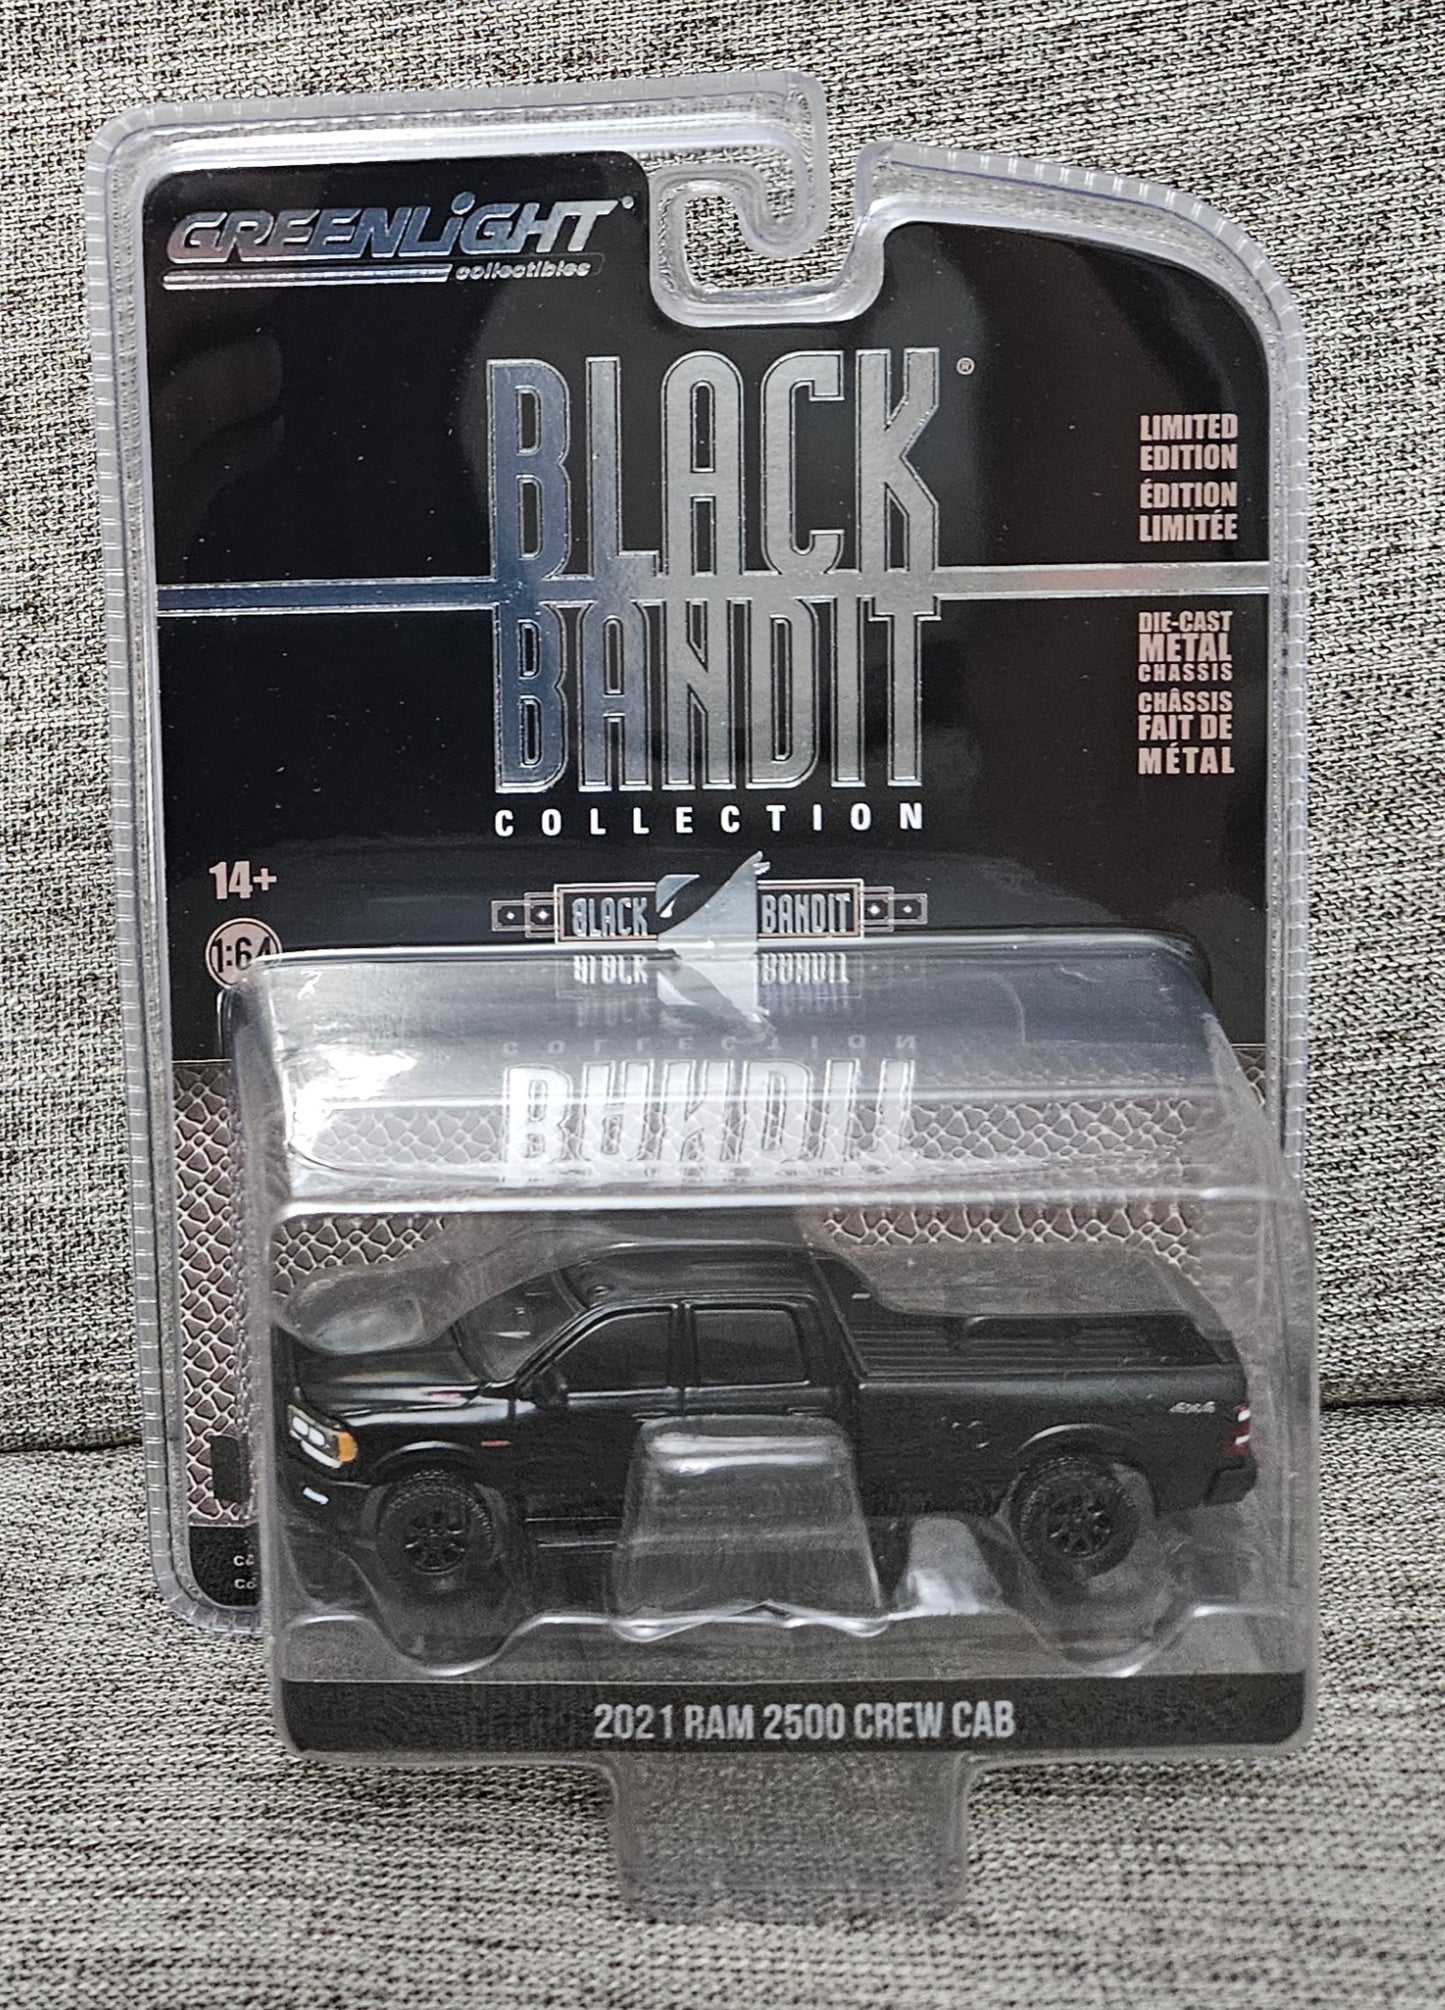 GREENLiGHT®
collectibles
BLACK®
BANDIT
COLLECTION
LIMITED
EDITION
ÉDITION
LIMITÉE
DIE-CAST
METAL
CHASSIS
CHÂSSIS
FAIT DE
MÉTAL
14+
1:64
BLACK BANDIT
4X4
2021 RAM 2500 CREW CAB